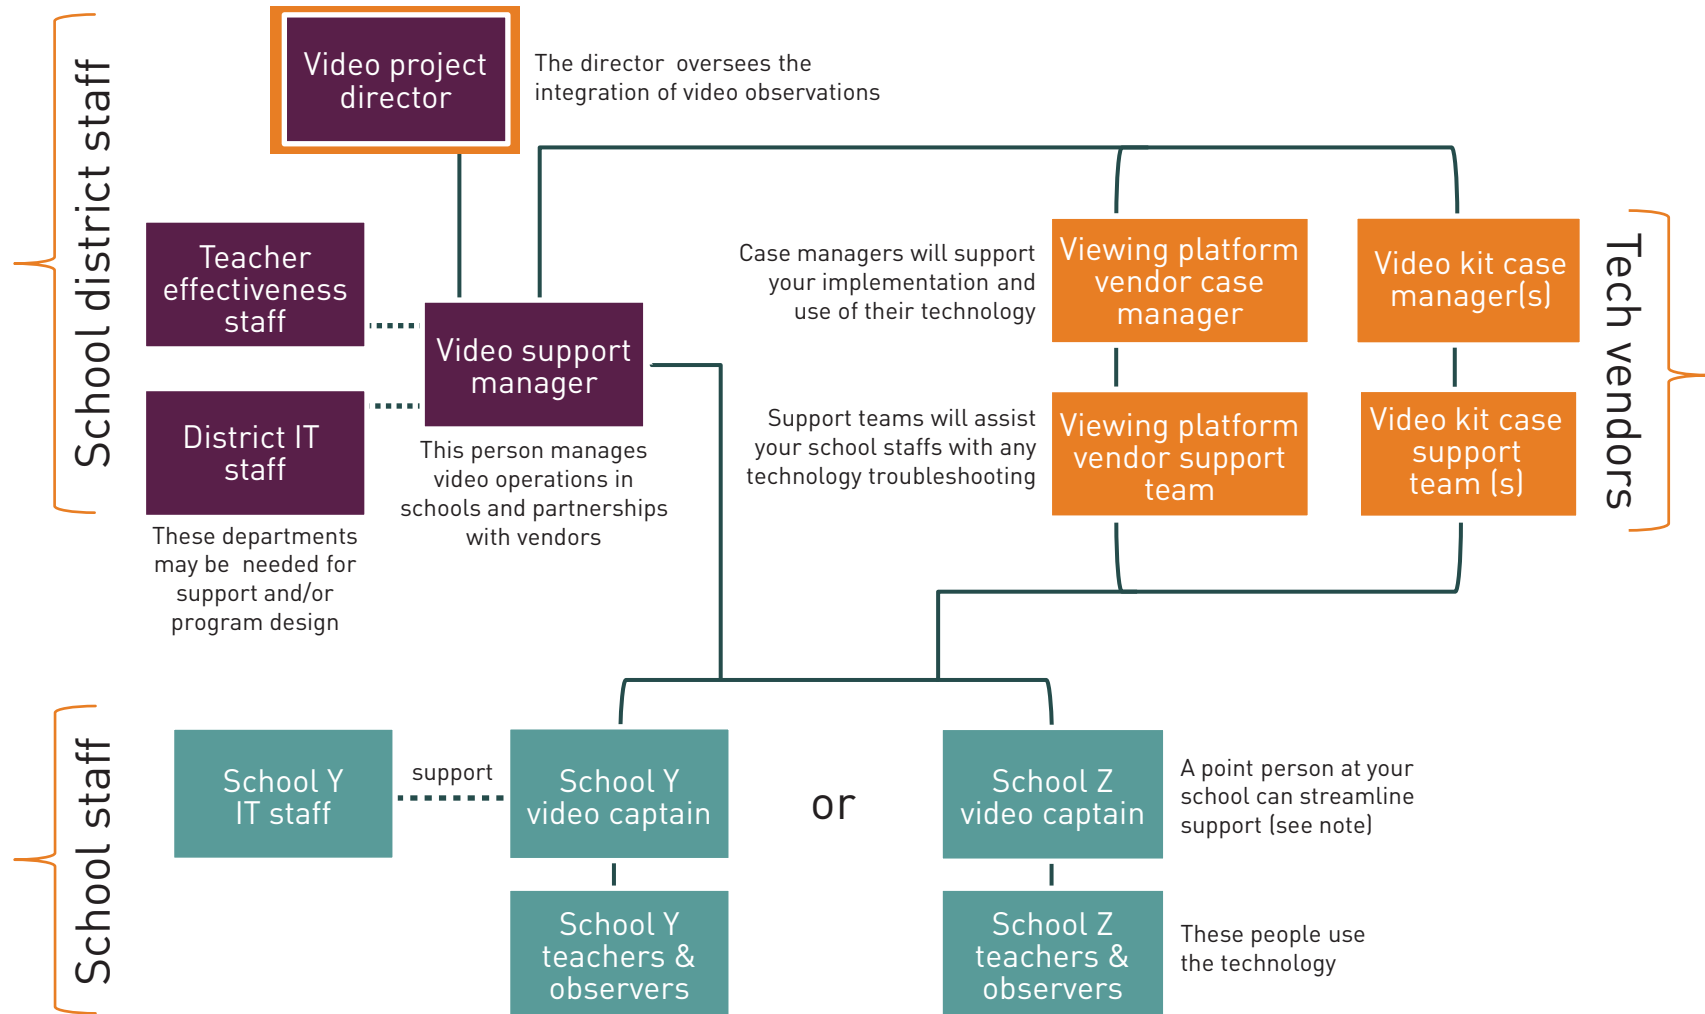 School district staff
Video project
director
The director oversees the
integration of video observations
Teacher
effectiveness
staff
District IT
staff
These departments
may be needed for
support and/or
program design
Video support
manager
This person manages
video operations in
schools and partnerships
with vendors
Case managers will support
your implementation and
use of their technology
Viewing platform
vendor case
manager
Video kit case
manager(s)
Support teams will assist
your school staffs with any
technology troubleshooting
Viewing platform
vendor support
team
Video kit case
support
team (s)
Tech vendors
School staff
School Y
IT staff
support
School Y
video captain
or
School Z
video captain
A point person at your
school can streamline
support (see note)
School Y
teachers &
observers
School Z
teachers &
observers
These people use
the technology